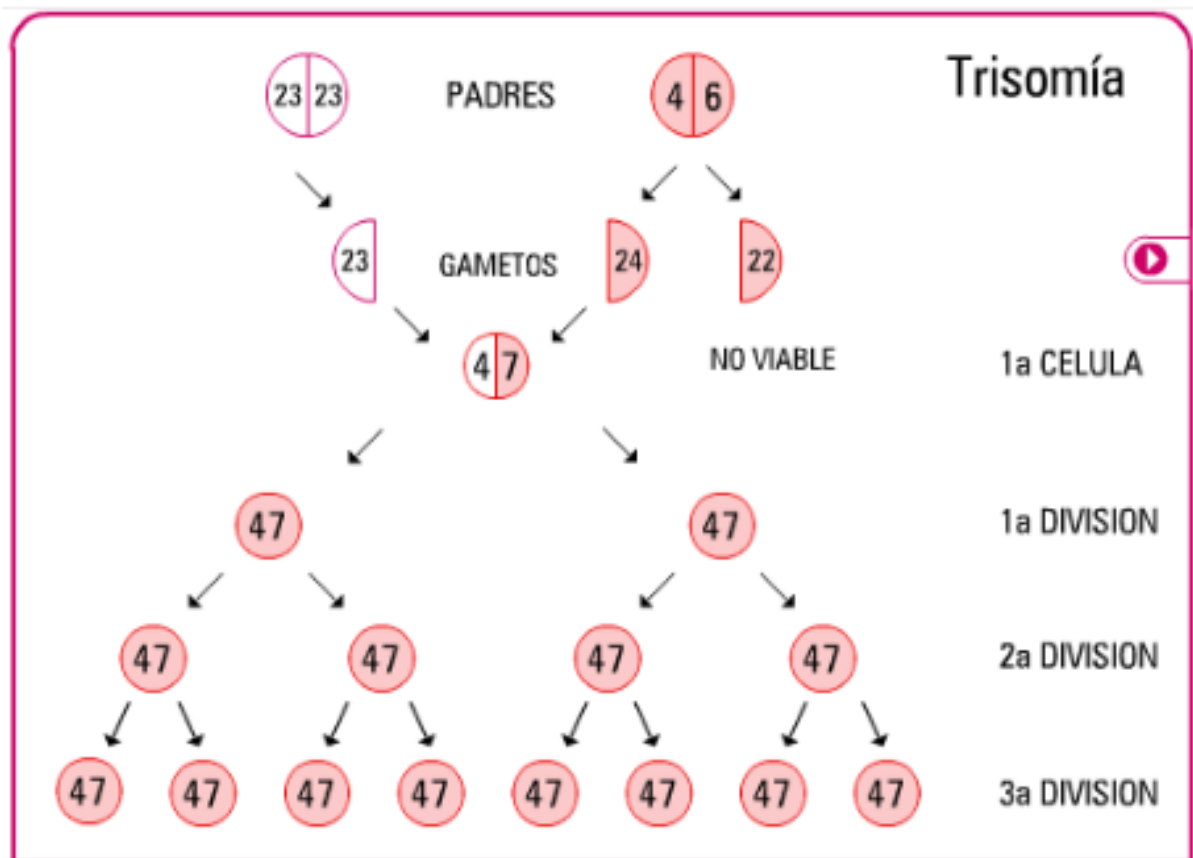 Trisomía
23 23 PADRES 4 6
23 GAMETOS 24 22
4 7 NO VIABLE 1a CELULA
47 47 1a DIVISION
47 47 47 47 2a DIVISION
47 47 47 47 47 47 47 47 3a DIVISION